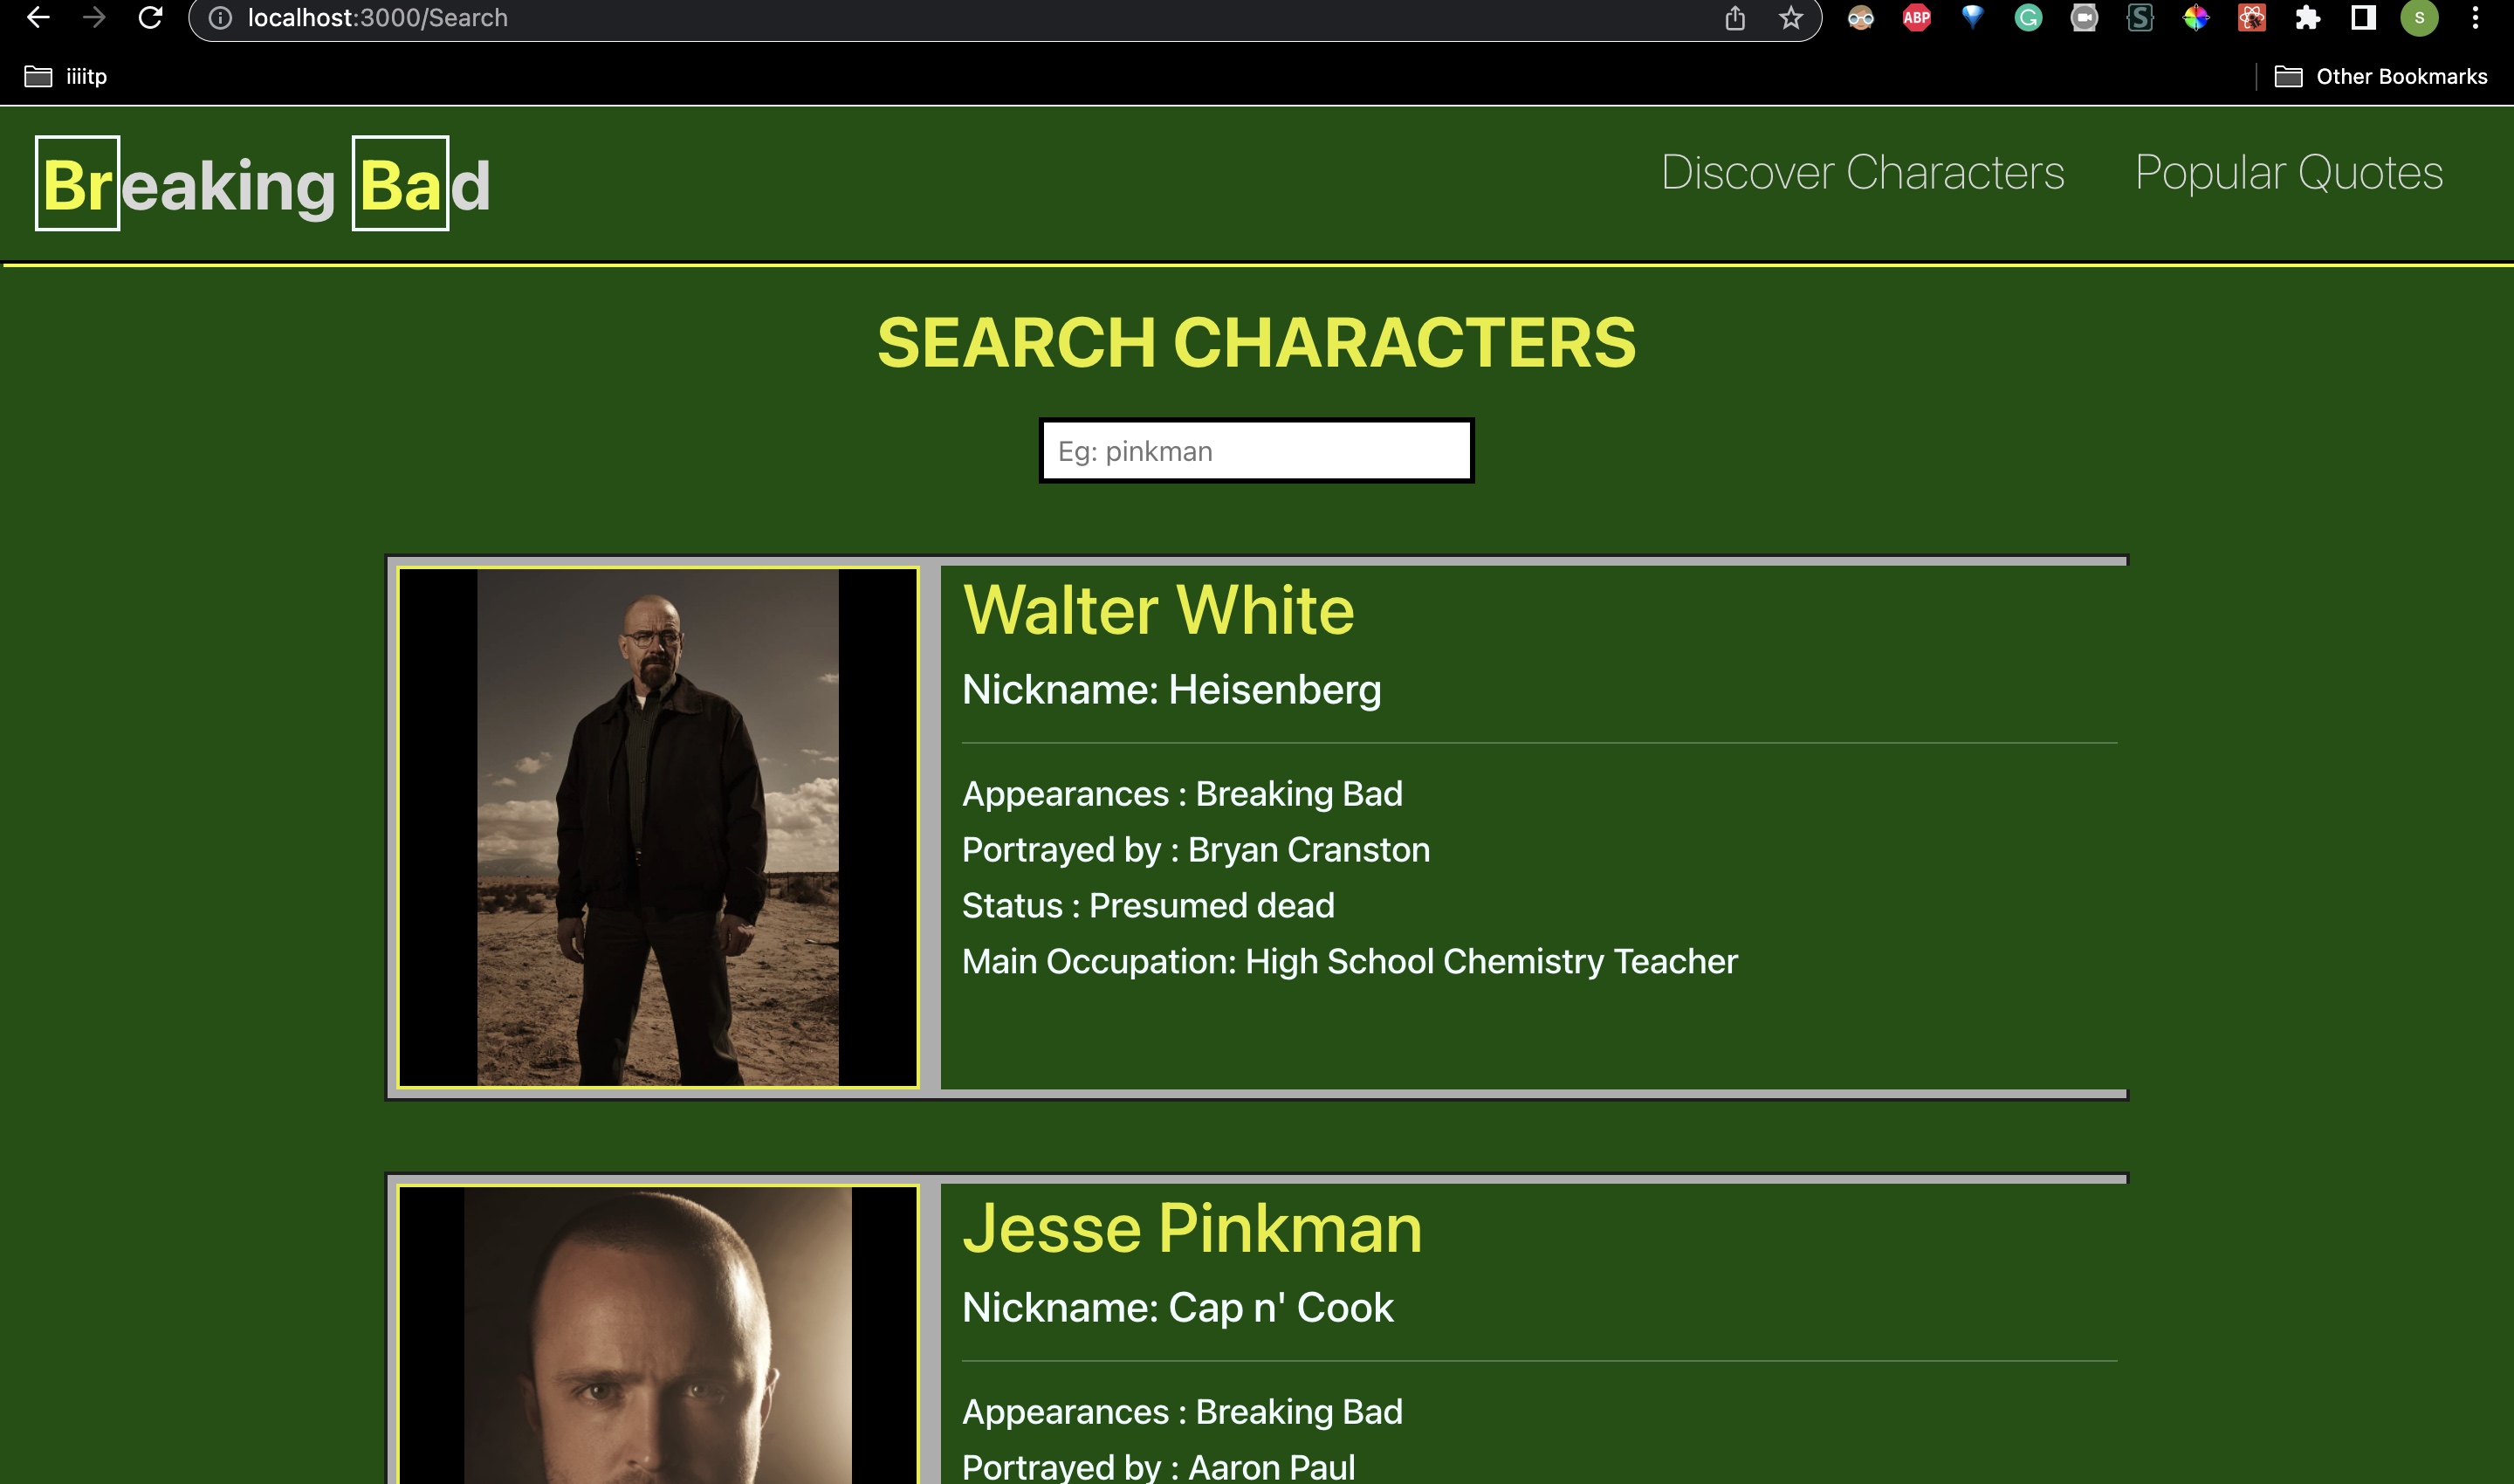 localhost:3000/Search
ABP
S
S
iiiitp
Other Bookmarks
Breaking Bad
Discover Characters
Popular Quotes
SEARCH CHARACTERS
Eg: pinkman
Walter White
Nickname: Heisenberg
Appearances : Breaking Bad
Portrayed by : Bryan Cranston
Status : Presumed dead
Main Occupation: High School Chemistry Teacher
Jesse Pinkman
Nickname: Cap n' Cook
Appearances : Breaking Bad
Portrayed by : Aaron Paul